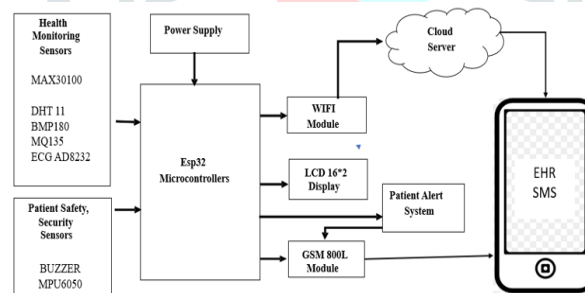 Health
Monitoring
Sensors
MAX30100
DHT 11
BMP180
MQ135
ECG AD8232
Patient Safety,
Security
Sensors
BUZZER
MPU6050
Power Supply
Esp32
Microcontrollers
WIFI
Module
LCD 16*2
Display
Patient Alert
System
GSM 800L
Module
Cloud
Server
EHR
SMS